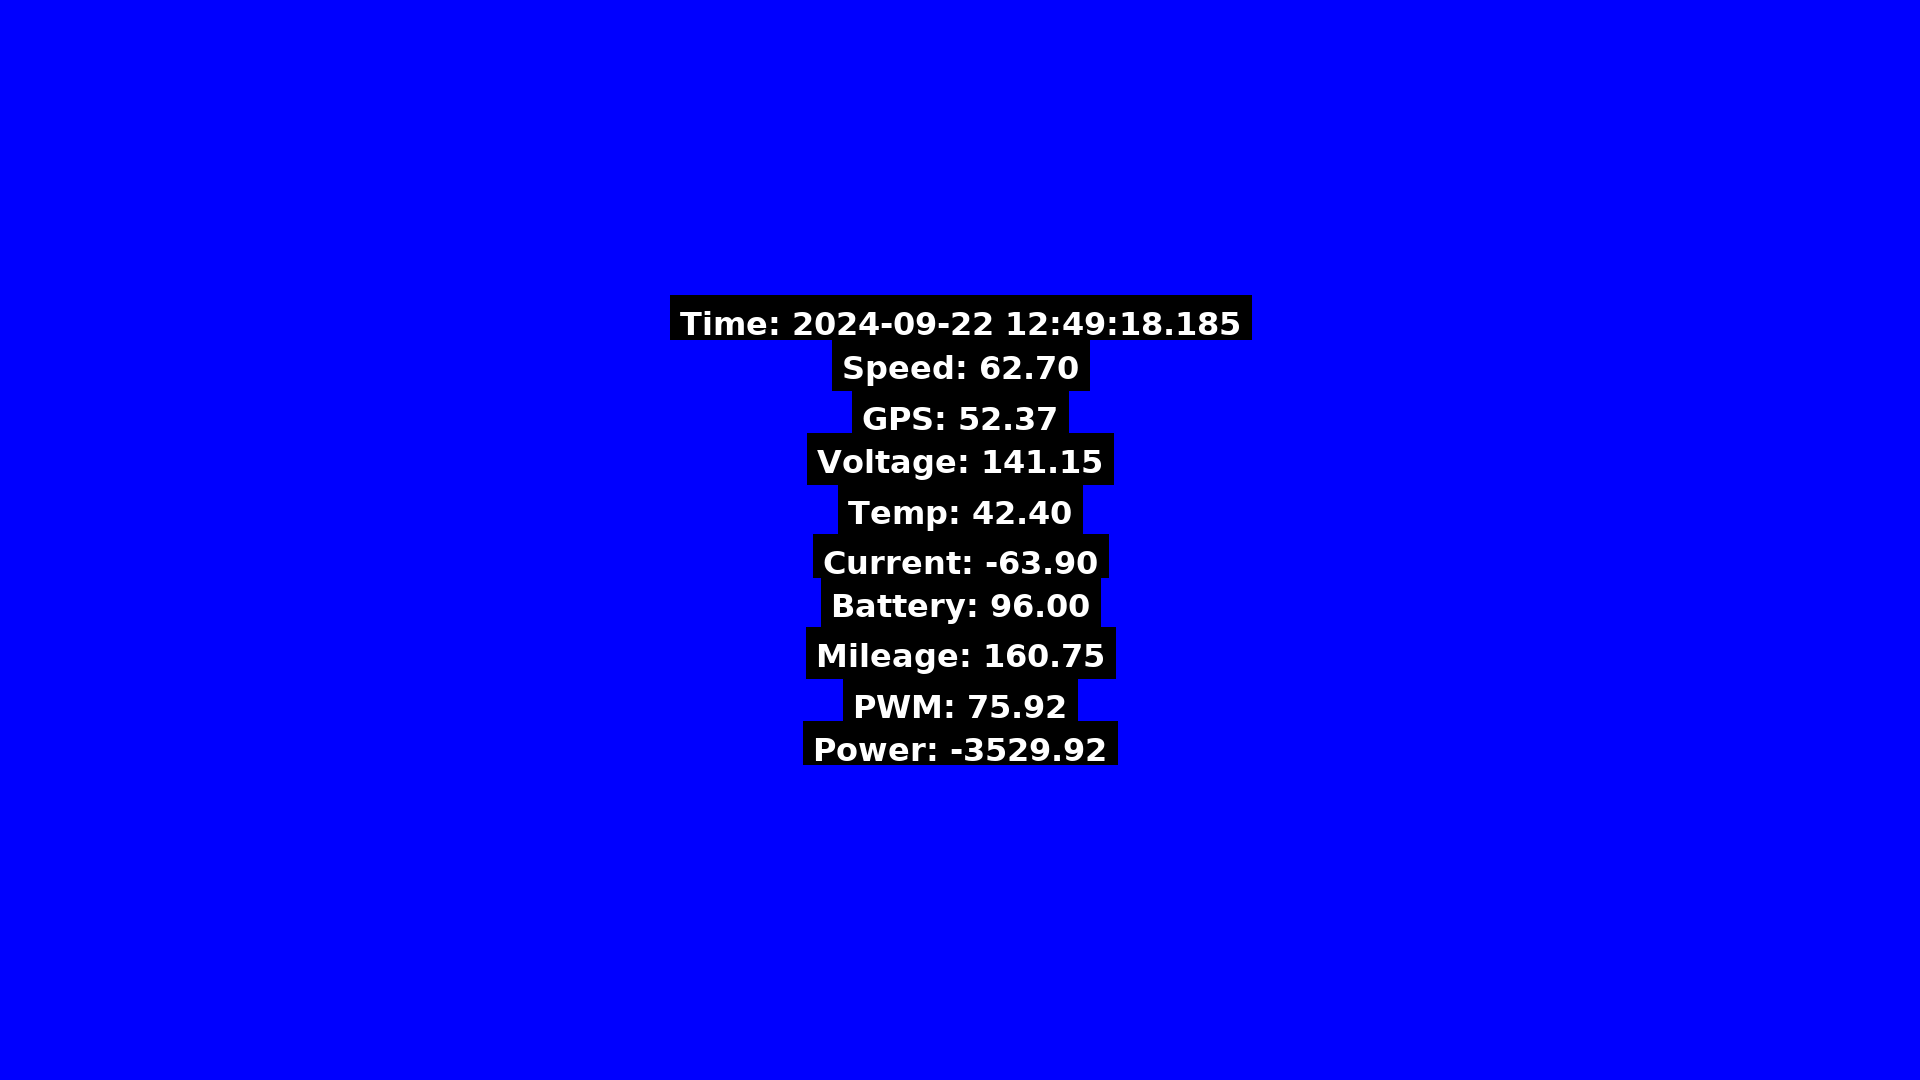 Time: 2024-09-22 12:49:18.185
Speed: 62.70
GPS: 52.37
Voltage: 141.15
Temp: 42.40
Current: -63.90
Battery: 96.00
Mileage: 160.75
PWM: 75.92
Power: -3529.92